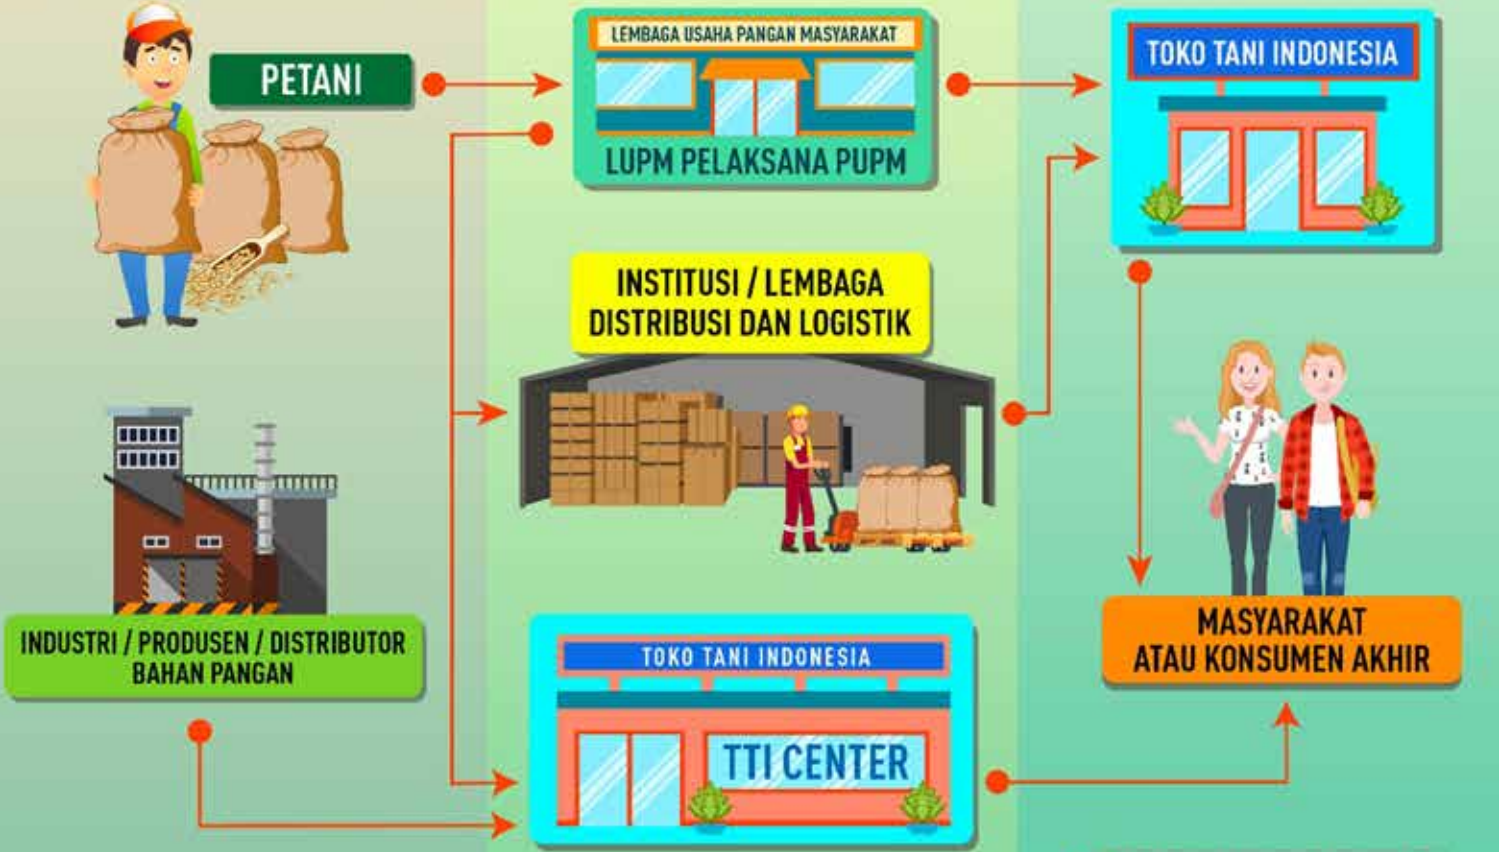 PETANI
LEMBAGA USAHA PANGAN MASYARAKAT
LUPM PELAKSANA PUPM
TOKO TANI INDONESIA
INSTITUSI / LEMBAGA
DISTRIBUSI DAN LOGISTIK
INDUSTRI / PRODUSEN / DISTRIBUTOR
BAHAN PANGAN
TOKO TANI INDONESIA
TTI CENTER
MASYARAKAT
ATAU KONSUMEN AKHIR